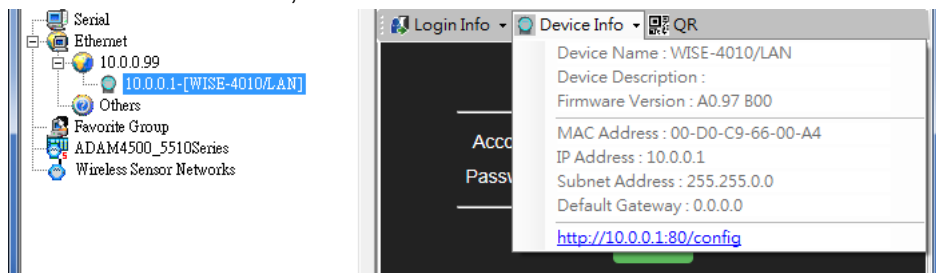 Serial
Ethernet
10.0.0.99
10.0.0.1-[WISE-4010/LAN]
Others
Favorite Group
ADAM4500_5510Series
Wireless Sensor Networks
Login Info Device Info QR
Device Name : WISE-4010/LAN
Device Description :
Firmware Version : A0.97 B00
MAC Address : 00-D0-C9-66-00-A4
IP Address : 10.0.0.1
Subnet Address : 255.255.0.0
Default Gateway : 0.0.0.0
http://10.0.0.1:80/config
Acco
Passw